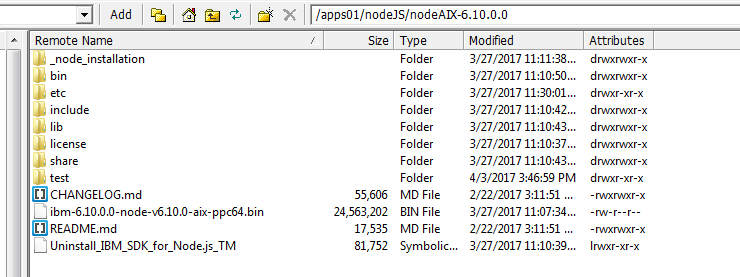 Add /apps01/nodeJS/nodeAIX-6.10.0.0
Remote Name / Size Type Modified Attributes
_node_installation Folder 3/27/2017 11:11:38... drwxrwxr-x
bin Folder 3/27/2017 11:10:50... drwxrwxr-x
etc Folder 3/27/2017 11:30:01... drwxr-xr-x
include Folder 3/27/2017 11:10:42... drwxrwxr-x
lib Folder 3/27/2017 11:10:43... drwxrwxr-x
license Folder 3/27/2017 11:10:37... drwxrwxr-x
share Folder 3/27/2017 11:10:43... drwxrwxr-x
test Folder 4/3/2017 3:46:59 PM drwxr-xr-x
CHANGELOG.md 55,606 MD File 2/22/2017 3:11:51 ... -rwxrwxr-x
ibm-6.10.0.0-node-v6.10.0-aix-ppc64.bin 24,563,202 BIN File 3/27/2017 11:07:34... -rw-r--r--
README.md 17,535 MD File 2/22/2017 3:11:51 ... -rwxrwxr-x
Uninstall_IBM_SDK_for_Node.js_TM 81,752 Symbolic... 3/27/2017 11:10:39... lrwxr-xr-x